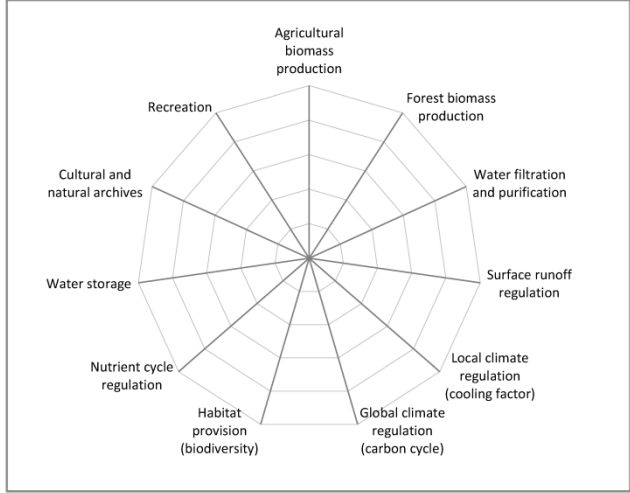 Agricultural
biomass
production
Forest biomass
production
Water filtration
and purification
Surface runoff
regulation
Local climate
regulation
(cooling factor)
Global climate
regulation
(carbon cycle)
Habitat
provision
(biodiversity)
Nutrient cycle
regulation
Water storage
Cultural and
natural archives
Recreation